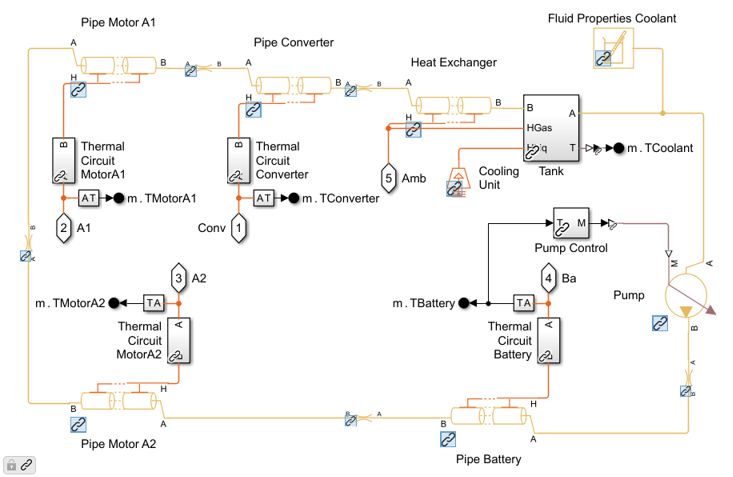 Pipe Motor A1
Fluid Properties Coolant
Pipe Converter
Heat Exchanger
A
B
A
B
A
B
A
B
A
B
B
A
H
H
H
HGas
T
m.TCoolant
Tank
B
Thermal
Circuit
MotorA1
B
Thermal
Circuit
Converter
5
Amb
Cooling
Unit
AT
m.TMotorA1
AT
m.TConverter
2
A1
Conv
1
T
M
Pump Control
B
A
M
A
3
A2
4
Ba
Pump
m.TMotorA2
TA
m.TBattery
TA
B
Thermal
Circuit
MotorA2
A
Thermal
Circuit
Battery
A
A
B
H
H
B
A
B
A
B
A
Pipe Motor A2
Pipe Battery